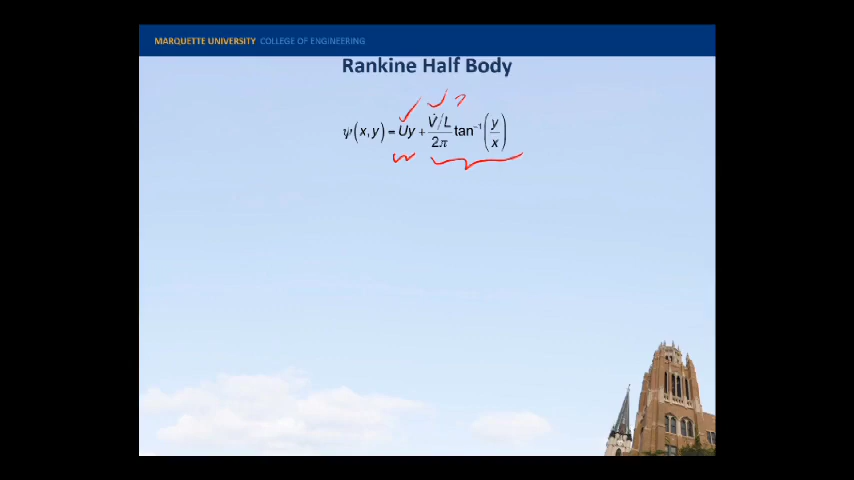 MARQUETTE UNIVERSITY COLLEGE OF ENGINEERING
Rankine Half Body
ψ(x,y) = Uy + (V̇/L)/(2π) tan⁻¹(y/x)